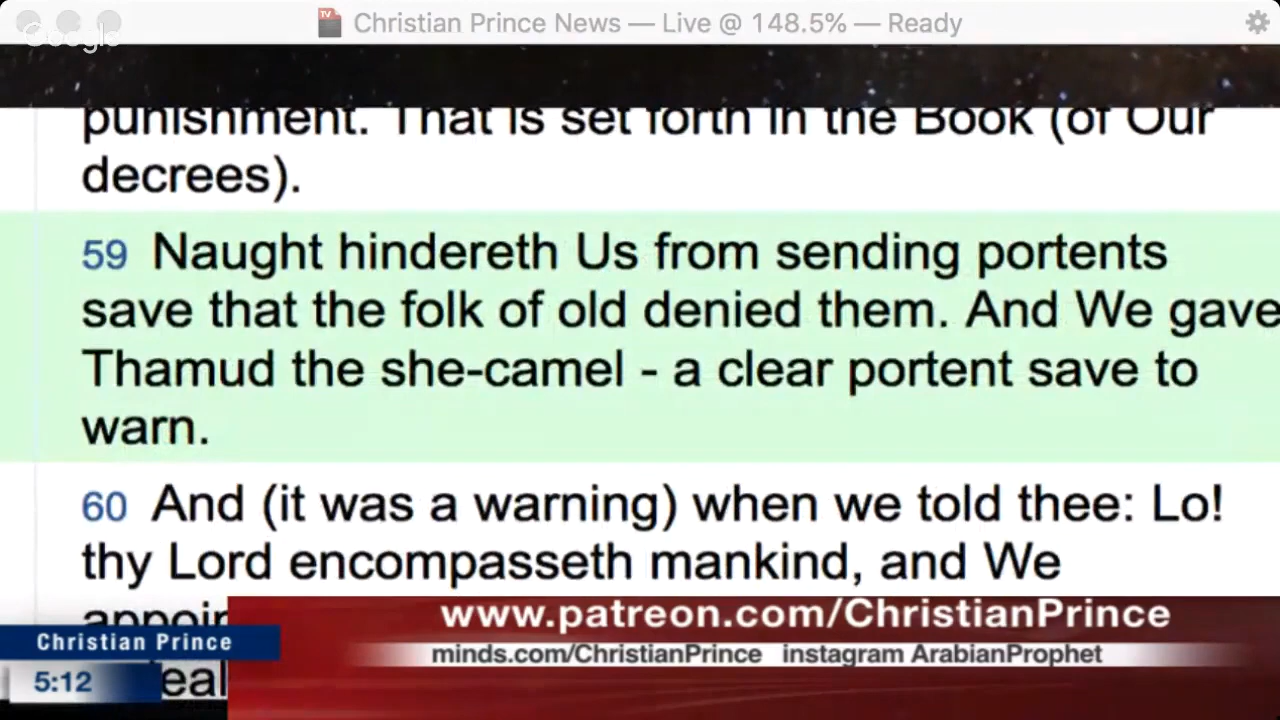 Christian Prince News — Live @ 148.5% — Ready
Google
punishment. That is set forth in the Book (of Our
decrees).
59 Naught hindereth Us from sending portents
save that the folk of old denied them. And We gave
Thamud the she-camel - a clear portent save to
warn.
60 And (it was a warning) when we told thee: Lo!
thy Lord encompasseth mankind, and We
www.patreon.com/ChristianPrince
Christian Prince
minds.com/ChristianPrince instagram ArabianProphet
5:12